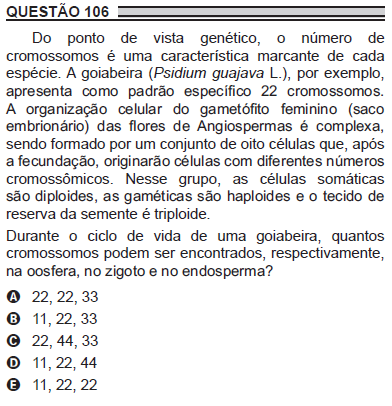 QUESTÃO 106
Do ponto de vista genético, o número de
cromossomos é uma característica marcante de cada
espécie. A goiabeira (Psidium guajava L.), por exemplo,
apresenta como padrão específico 22 cromossomos.
A organização celular do gametófito feminino (saco
embrionário) das flores de Angiospermas é complexa,
sendo formado por um conjunto de oito células que, após
a fecundação, originarão células com diferentes números
cromossômicos. Nesse grupo, as células somáticas
são diploides, as gaméticas são haploides e o tecido de
reserva da semente é triploide.
Durante o ciclo de vida de uma goiabeira, quantos
cromossomos podem ser encontrados, respectivamente,
na oosfera, no zigoto e no endosperma?
A 22, 22, 33
B 11, 22, 33
C 22, 44, 33
D 11, 22, 44
E 11, 22, 22